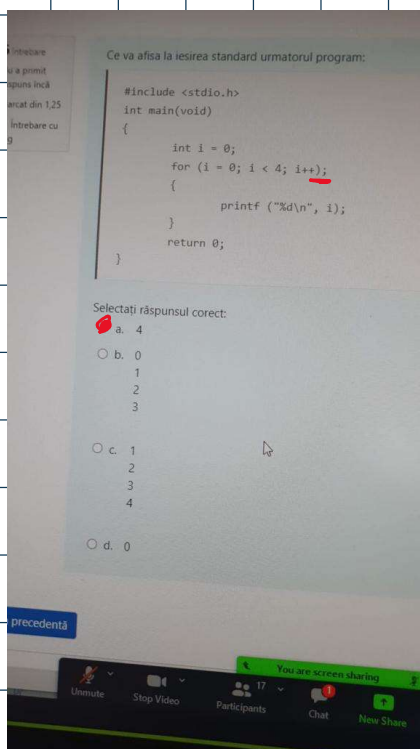 întrebare
a primit
încă
arcat din 1,25
întrebare cu
Ce va afisa la iesirea standard urmatorul program:
#include <stdio.h>
int main(void)
{
int i = 0;
for (i = 0; i < 4; i++);
{
printf ("%d\n", i);
}
return 0;
}
Selectați răspunsul corect:
a. 4
b. 0
1
2
3
c. 1
2
3
4
d. 0
precedentă
You are screen sharing
Unmute
Stop Video
17
Participants
1
Chat
New Share